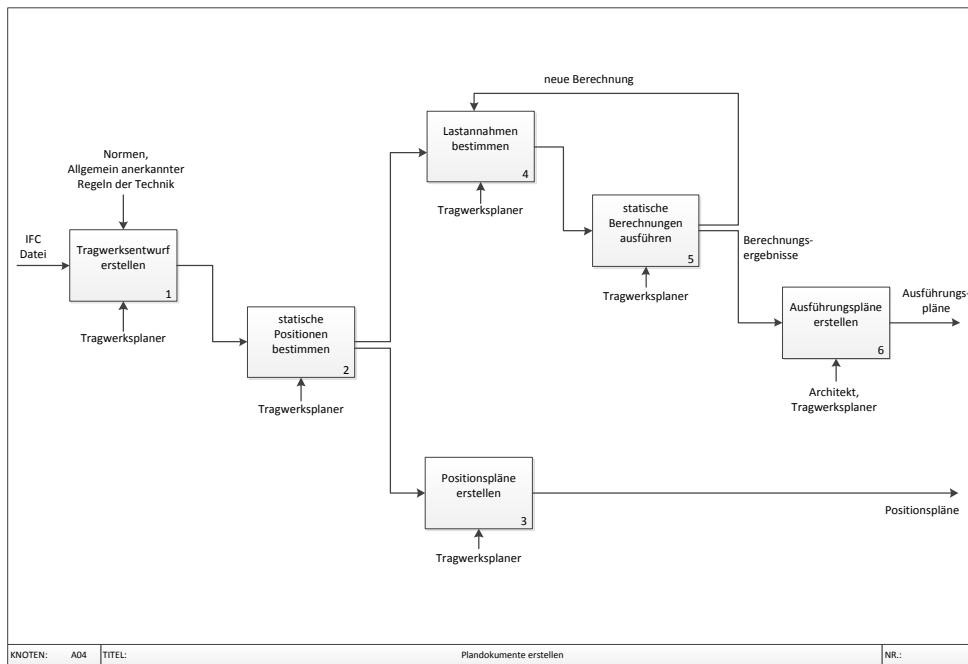 neue Berechnung
Lastannahmen
bestimmen
4
Tragwerksplaner
Normen,
Allgemein anerkannter
Regeln der Technik
IFC
Datei
Tragwerksentwurf
erstellen
1
Tragwerksplaner
statische
Berechnungen
ausführen
5
Tragwerksplaner
Berechnungs-
ergebnisse
statische
Positionen
bestimmen
2
Tragwerksplaner
Ausführungspläne
erstellen
6
Architekt,
Tragwerksplaner
Ausführungs-
pläne
Positionspläne
erstellen
3
Tragwerksplaner
Positionspläne
KNOTEN: A04 TITEL: Plandokumente erstellen NR.: